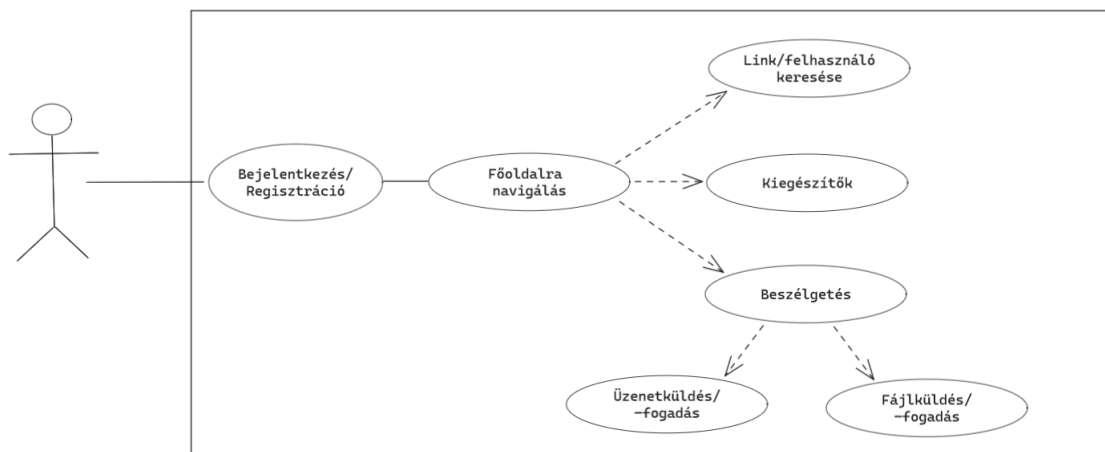 Link/felhasználó
keresése
Bejelentkezés/
Regisztráció
Főoldalra
navigálás
Kiegészítők
Beszélgetés
Üzenetküldés/
-fogadás
Fájlküldés/
-fogadás